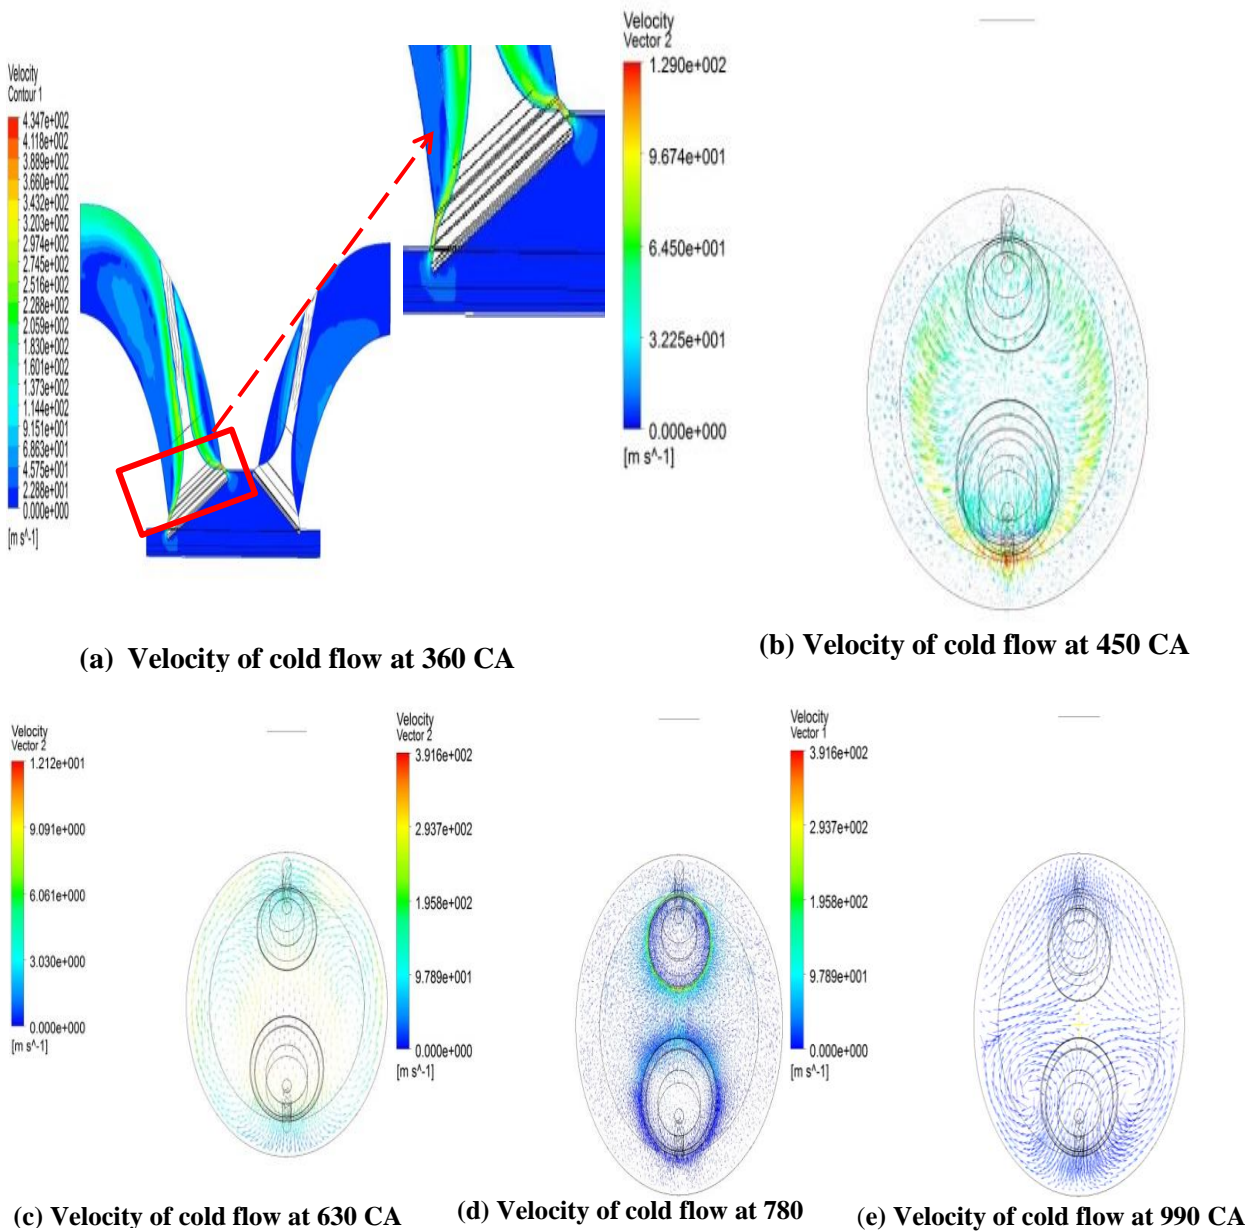 Velocity
Contour 1
4.347e+002
4.118e+002
3.889e+002
3.660e+002
3.432e+002
3.203e+002
2.974e+002
2.745e+002
2.516e+002
2.288e+002
2.059e+002
1.830e+002
1.601e+002
1.373e+002
1.144e+002
9.151e+001
6.863e+001
4.575e+001
2.288e+001
0.000e+000
[m s^-1]
(a) Velocity of cold flow at 360 CA
Velocity
Vector 2
1.290e+002
9.674e+001
6.450e+001
3.225e+001
0.000e+000
[m s^-1]
(b) Velocity of cold flow at 450 CA
Velocity
Vector 2
1.212e+001
9.091e+000
6.061e+000
3.030e+000
0.000e+000
[m s^-1]
(c) Velocity of cold flow at 630 CA
Velocity
Vector 2
3.916e+002
2.937e+002
1.958e+002
9.789e+001
0.000e+000
[m s^-1]
(d) Velocity of cold flow at 780
Velocity
Vector 1
3.916e+002
2.937e+002
1.958e+002
9.789e+001
0.000e+000
[m s^-1]
(e) Velocity of cold flow at 990 CA